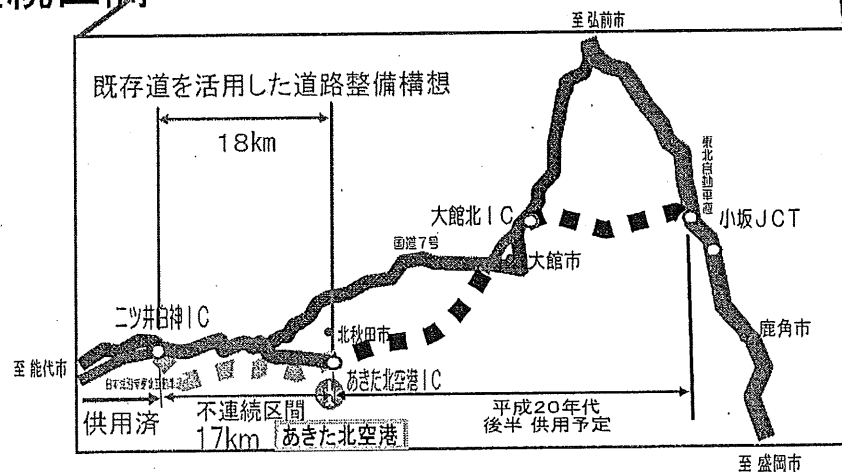 至 弘前市
既存道を活用した道路整備構想
18km
東北自動車道
大館北IC
小坂JCT
国道7号
大館市
二ツ井白神IC
北秋田市
鹿角市
至 能代市
あきた北空港IC
供用済
不連続区間
17km
あきた北空港
平成20年代
後半 供用予定
至 盛岡市